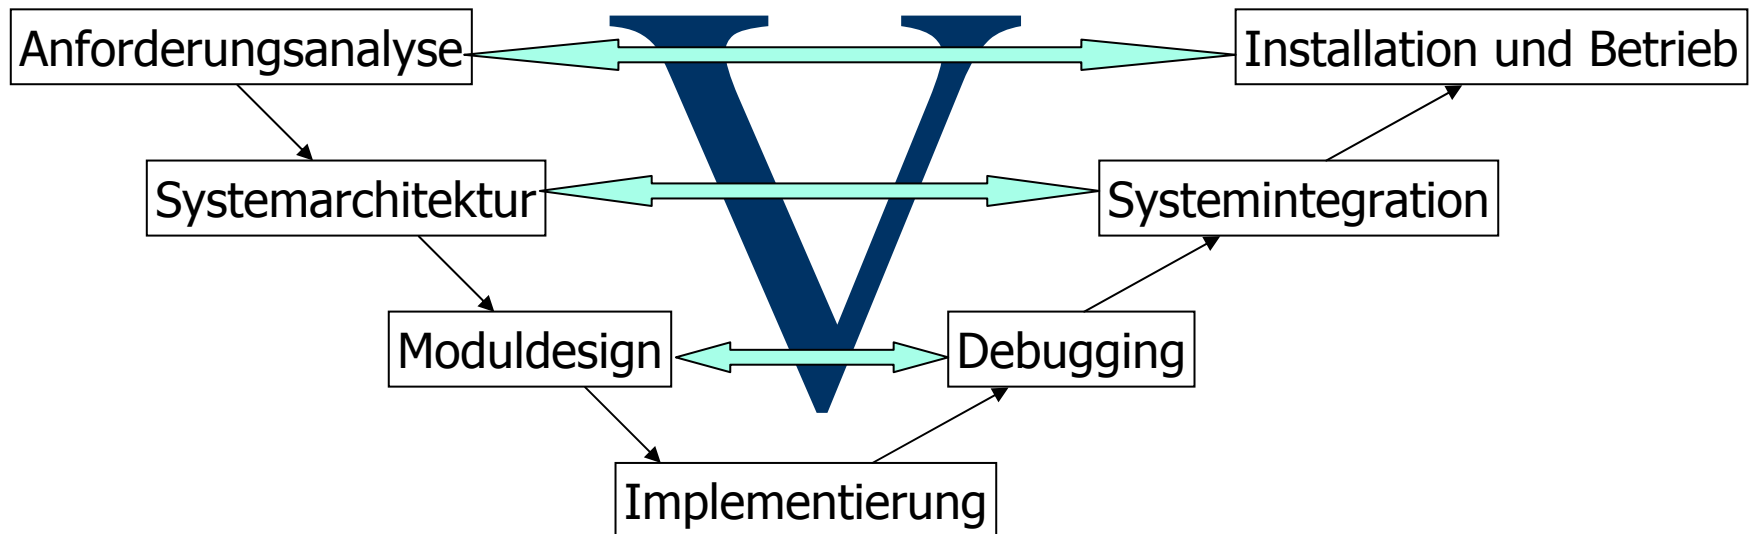 Anforderungsanalyse
V
Installation und Betrieb
Systemarchitektur
Systemintegration
Moduldesign
Debugging
Implementierung